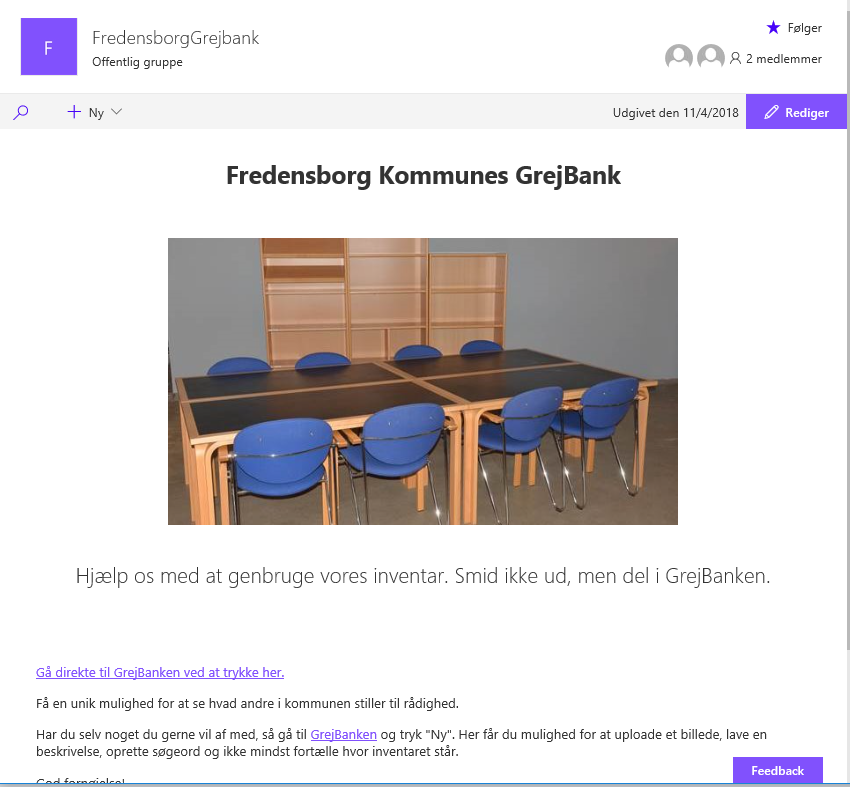 F
FredensborgGrejbank
Offentlig gruppe
Følger
2 medlemmer
Ny
Udgivet den 11/4/2018
Rediger
Fredensborg Kommunes GrejBank
Hjælp os med at genbruge vores inventar. Smid ikke ud, men del i GrejBanken.
Gå direkte til GrejBanken ved at trykke her.
Få en unik mulighed for at se hvad andre i kommunen stiller til rådighed.
Har du selv noget du gerne vil af med, så gå til GrejBanken og tryk "Ny". Her får du mulighed for at uploade et billede, lave en
beskrivelse, oprette søgeord og ikke mindst fortælle hvor inventaret står.
God fornøjelse!
Feedback